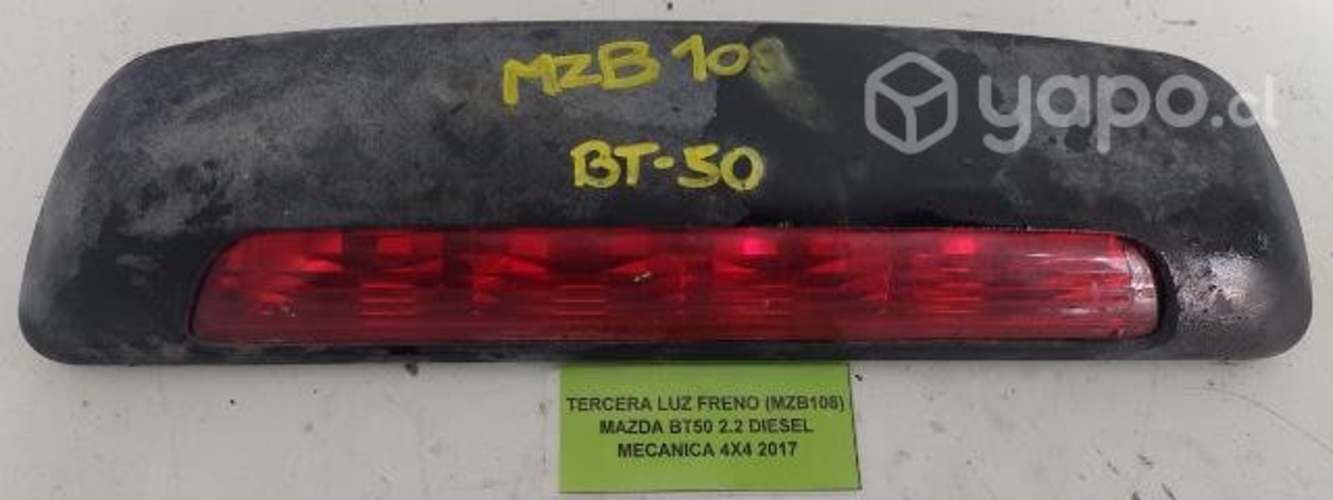 MZB 108
yapo.cl
BT-50
TERCERA LUZ FRENO (MZB108)
MAZDA BT50 2.2 DIESEL
MECANICA 4X4 2017